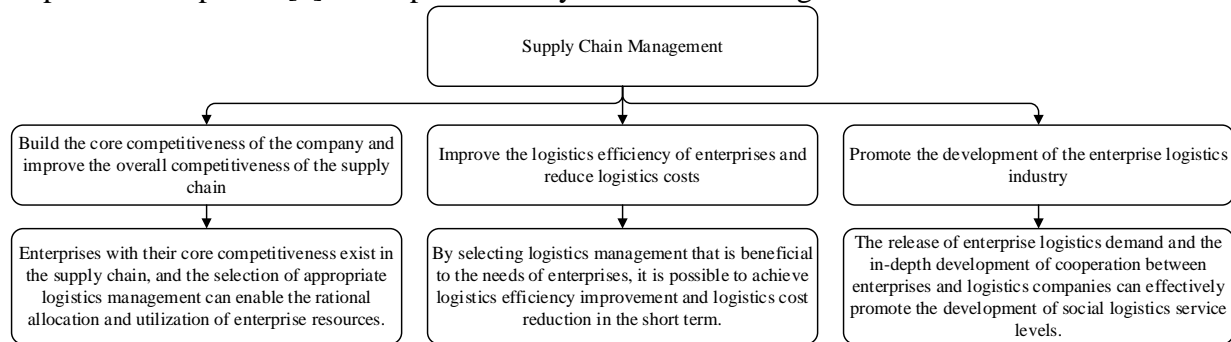 Supply Chain Management
Build the core competitiveness of the company and
improve the overall competitiveness of the supply
chain
Improve the logistics efficiency of enterprises and
reduce logistics costs
Promote the development of the enterprise logistics
industry
Enterprises with their core competitiveness exist in
the supply chain, and the selection of appropriate
logistics management can enable the rational
allocation and utilization of enterprise resources.
By selecting logistics management that is beneficial
to the needs of enterprises, it is possible to achieve
logistics efficiency improvement and logistics cost
reduction in the short term.
The release of enterprise logistics demand and the
in-depth development of cooperation between
enterprises and logistics companies can effectively
promote the development of social logistics service
levels.